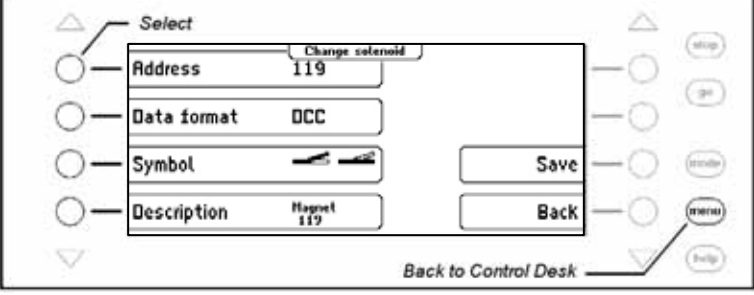 Select
Change solenoid
Address 119
Data format DCC
Symbol
Save
Description Magnet 119
Back
Back to Control Desk
stop
go
mode
menu
help